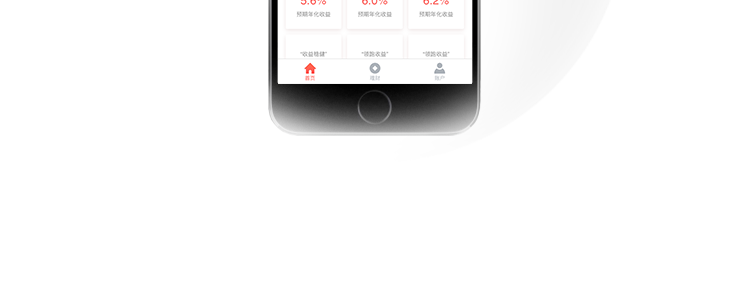 5.6% 6.0% 6.2%
预期年化收益 预期年化收益 预期年化收益
“收益稳健” “领跑收益” “领跑收益”
首页 理财 账户